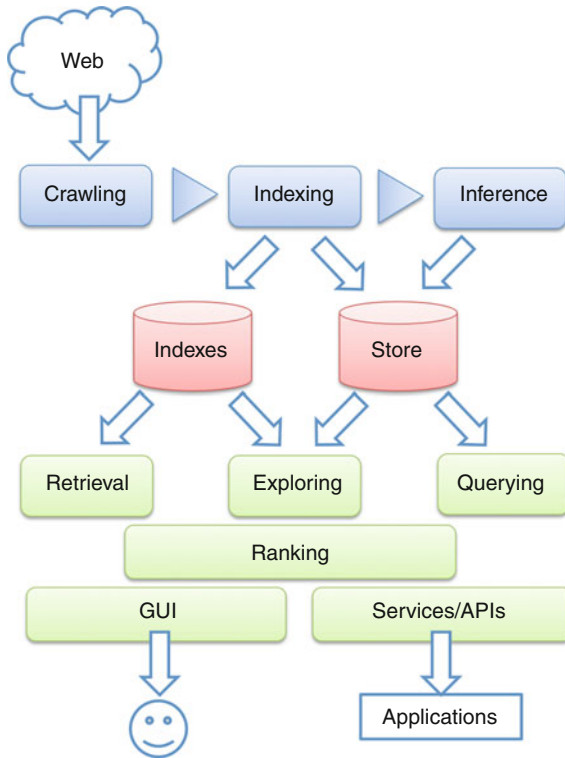 Web
Crawling
Indexing
Inference
Indexes
Store
Retrieval
Exploring
Querying
Ranking
GUI
Services/APIs
Applications